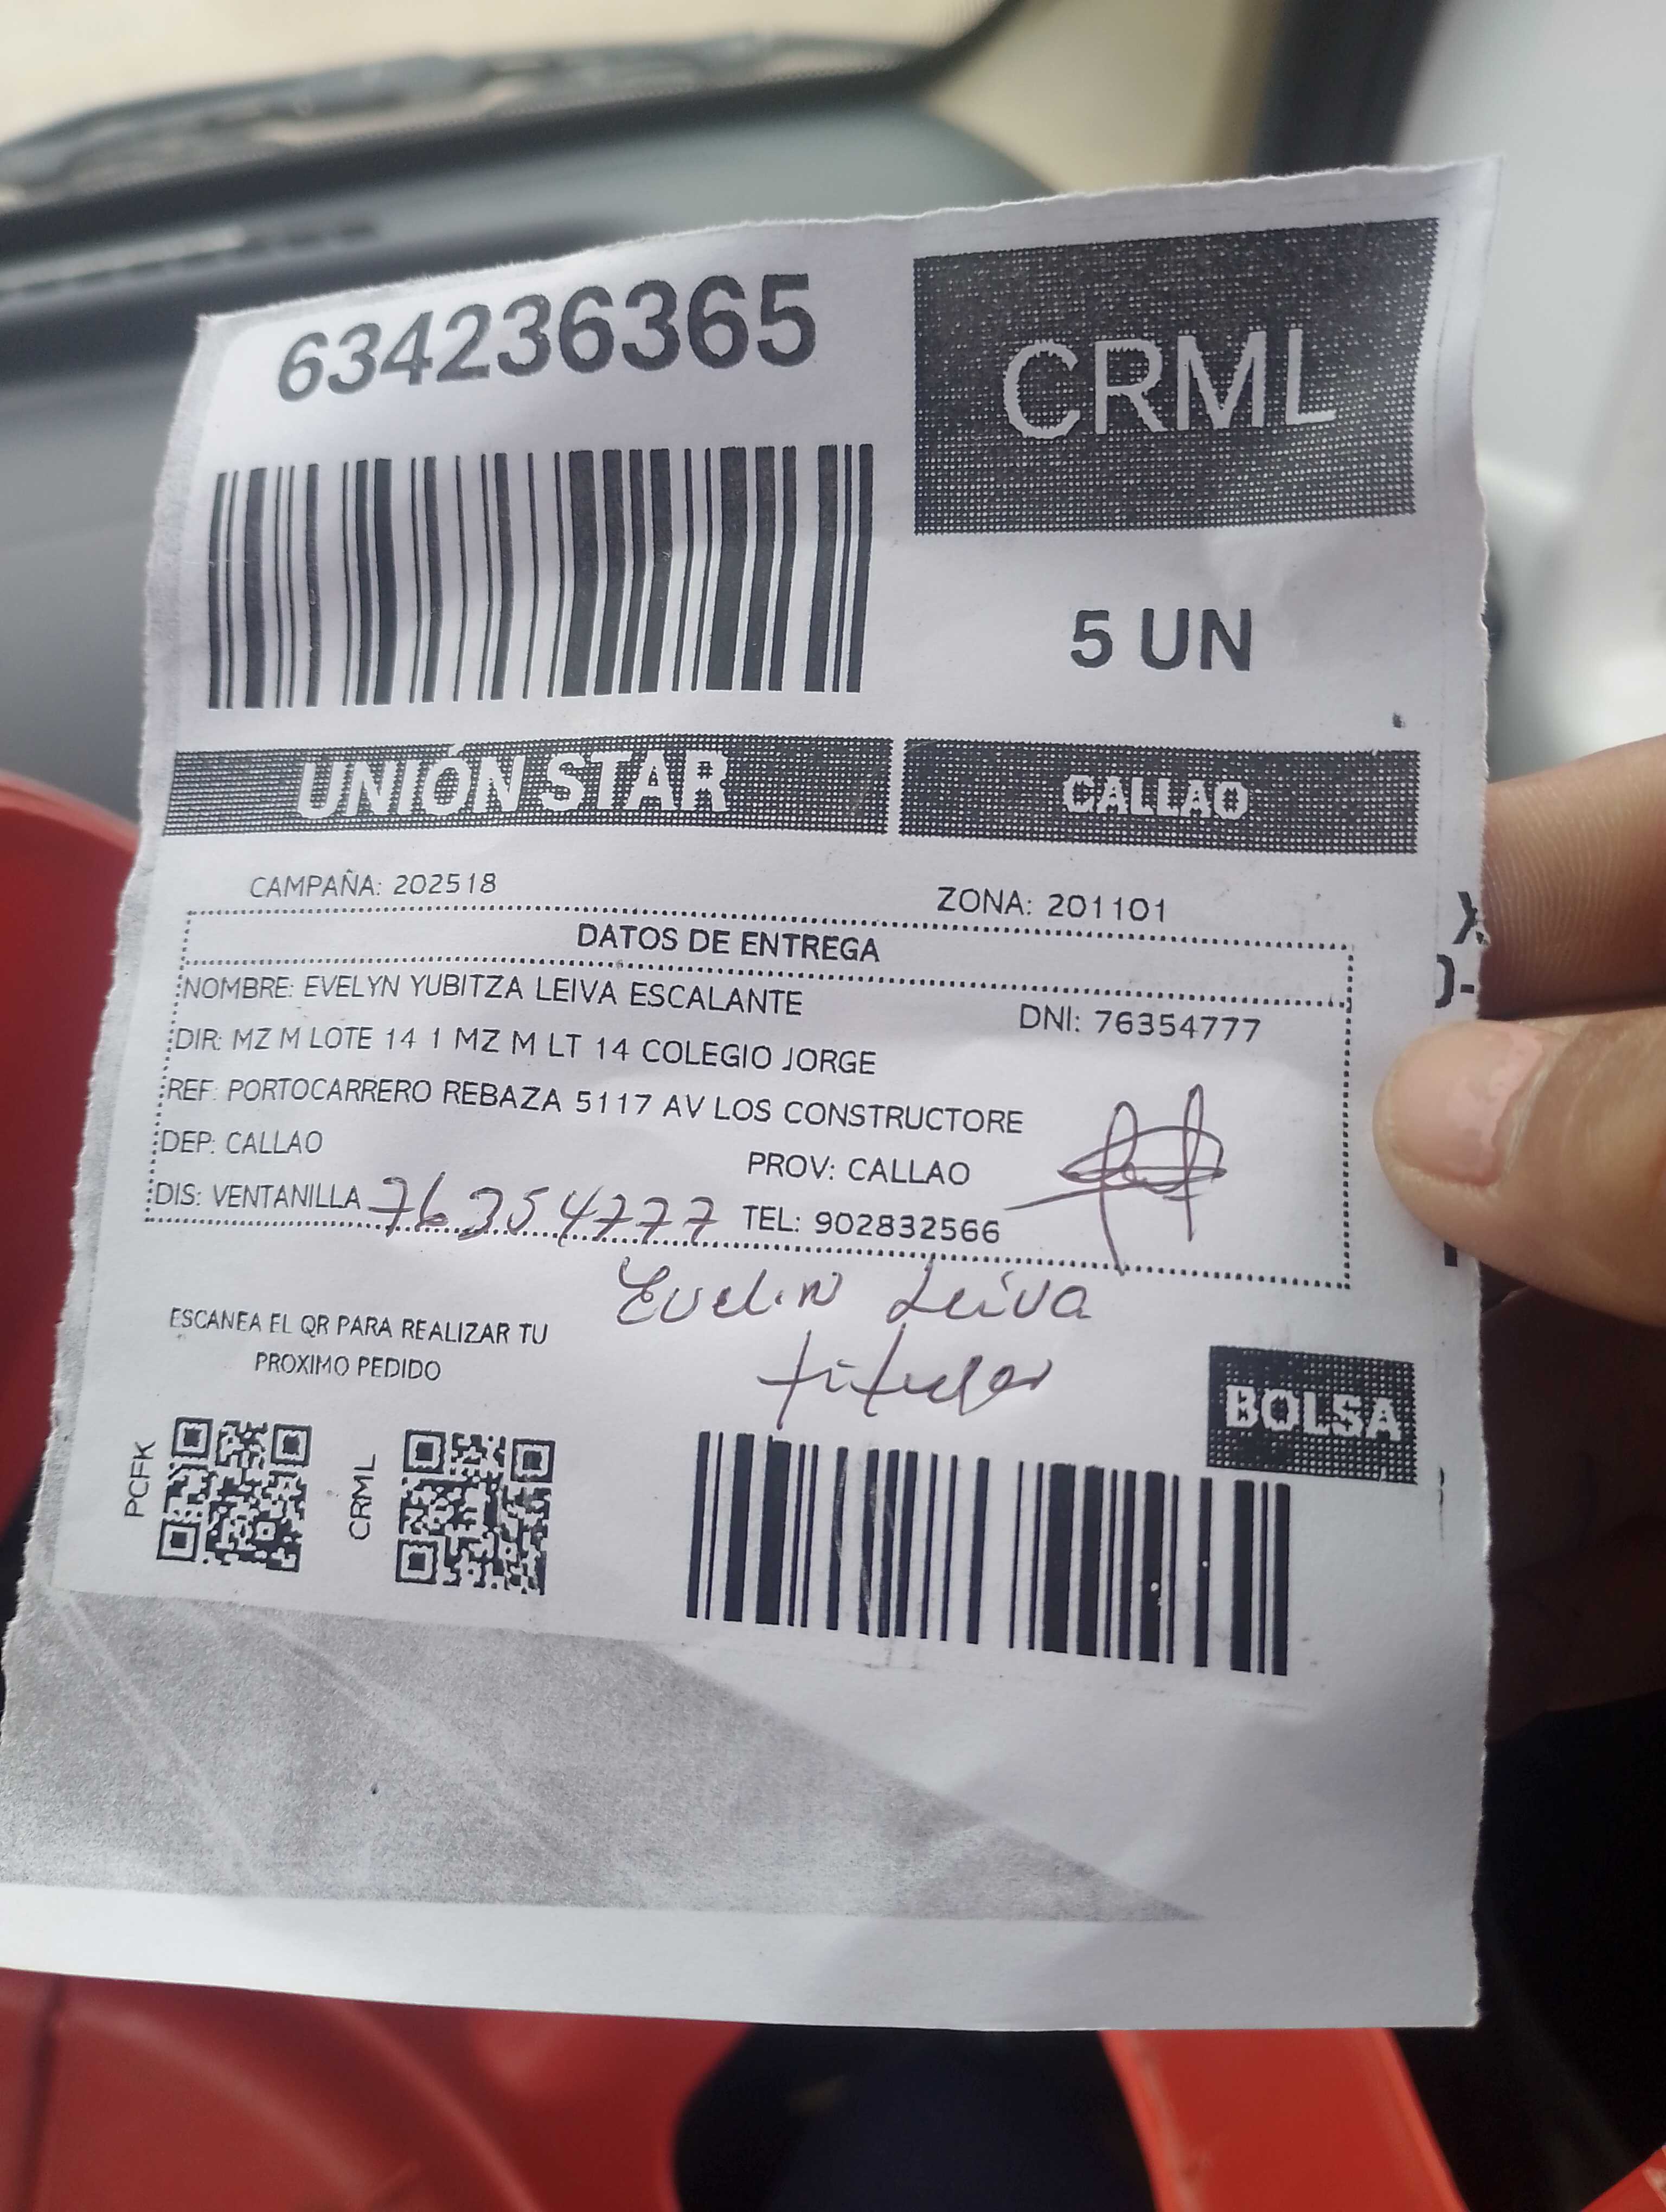 634236365
CRML
5 UN
UNIÓN STAR
CALLAO
CAMPAÑA: 202518
ZONA: 201101
DATOS DE ENTREGA
NOMBRE: EVELYN YUBITZA LEIVA ESCALANTE
DNI: 76354777
DIR: MZ M LOTE 14 1 MZ M LT 14 COLEGIO JORGE
REF: PORTOCARRERO REBAZA 5117 AV LOS CONSTRUCTORE
DEP: CALLAO
PROV: CALLAO
DIS: VENTANILLA 76354777 TEL: 902832566
Evelin Leiva
titular
ESCANEA EL QR PARA REALIZAR TU
PROXIMO PEDIDO
BOLSA
PCFK
CRML